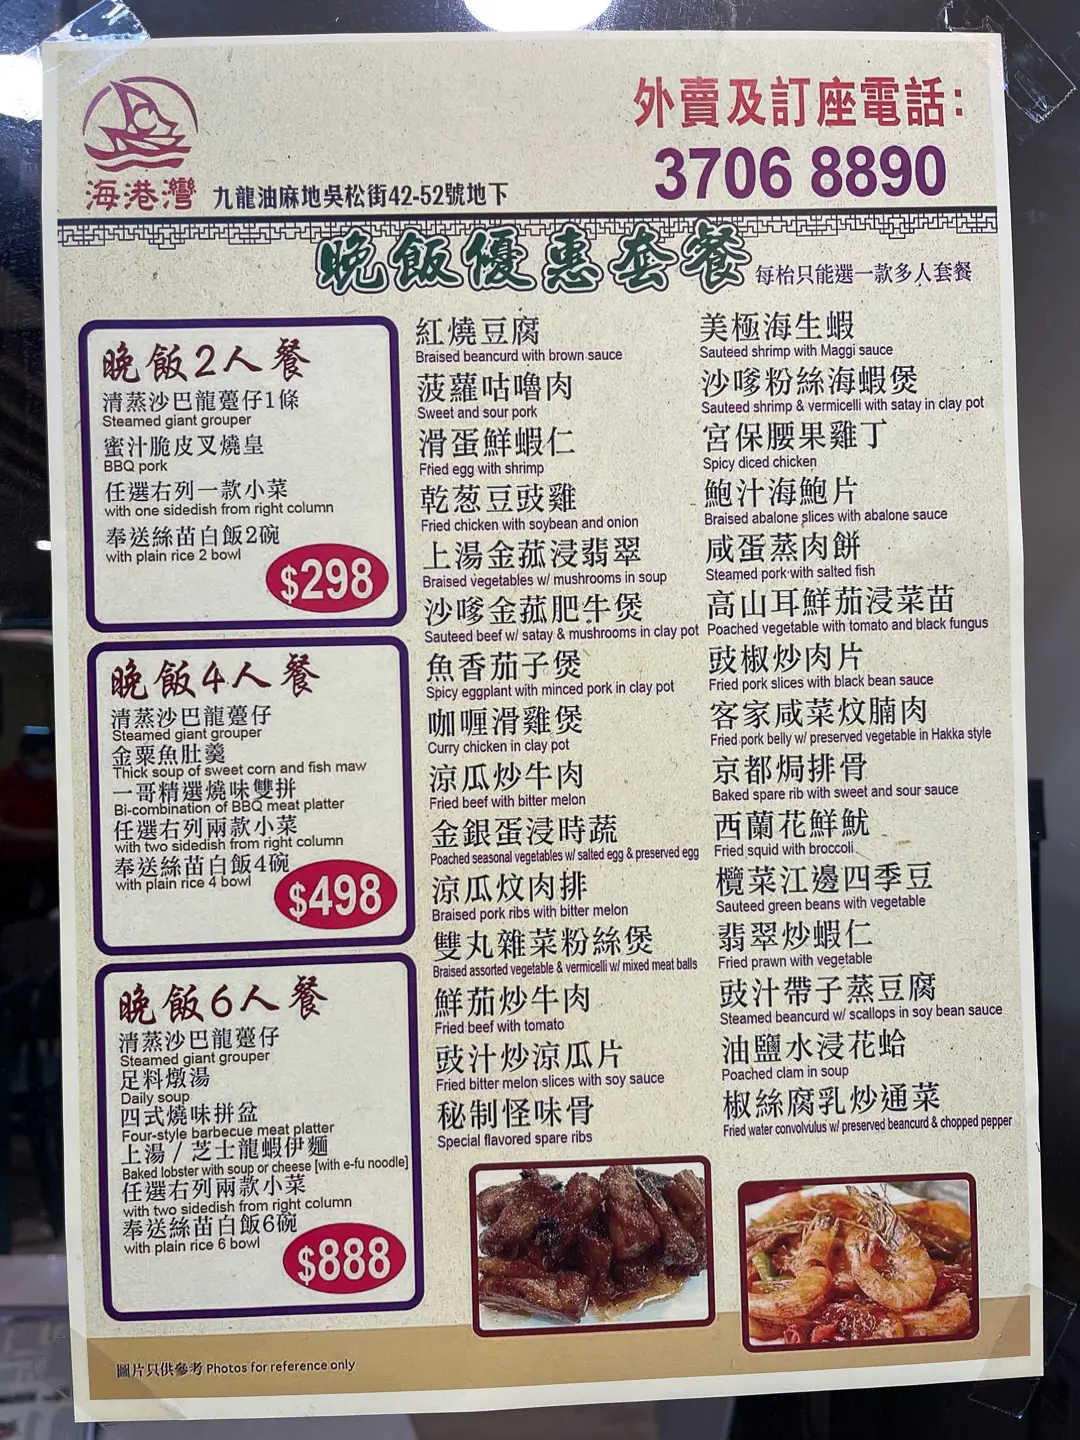 海港灣
九龍油麻地吳松街42-52號地下
外賣及訂座電話：
3706 8890
晚飯優惠套餐
每枱只能選一款多人套餐
晚飯2人餐
清蒸沙巴龍躉仔1條
Steamed giant grouper
蜜汁脆皮叉燒皇
BBQ pork
任選右列一款小菜
with one sidedish from right column
奉送絲苗白飯2碗
with plain rice 2 bowl
$298
晚飯4人餐
清蒸沙巴龍躉仔
Steamed giant grouper
金粟魚肚羹
Thick soup of sweet corn and fish maw
一哥精選燒味雙拼
Bi-combination of BBQ meat platter
任選右列兩款小菜
with two sidedish from right column
奉送絲苗白飯4碗
with plain rice 4 bowl
$498
晚飯6人餐
清蒸沙巴龍躉仔
Steamed giant grouper
足料燉湯
Daily soup
四式燒味拼盆
Four-style barbecue meat platter
上湯/芝士龍蝦伊麵
Baked lobster with soup or cheese [with e-fu noodle]
任選右列兩款小菜
with two sidedish from right column
奉送絲苗白飯6碗
with plain rice 6 bowl
$888
紅燒豆腐
Braised beancurd with brown sauce
菠蘿咕嚕肉
Sweet and sour pork
滑蛋鮮蝦仁
Fried egg with shrimp
乾葱豆豉雞
Fried chicken with soybean and onion
上湯金菰浸翡翠
Braised vegetables w/ mushrooms in soup
沙嗲金菰肥牛煲
Sauteed beef w/ satay & mushrooms in clay pot
魚香茄子煲
Spicy eggplant with minced pork in clay pot
咖喱滑雞煲
Curry chicken in clay pot
涼瓜炒牛肉
Fried beef with bitter melon
金銀蛋浸時蔬
Poached seasonal vegetables w/ salted egg & preserved egg
涼瓜炆肉排
Braised pork ribs with bitter melon
雙丸雜菜粉絲煲
Braised assorted vegetable & vermicelli w/ mixed meat balls
鮮茄炒牛肉
Fried beef with tomato
豉汁炒涼瓜片
Fried bitter melon slices with soy sauce
秘制怪味骨
Special flavored spare ribs
美極海生蝦
Sauteed shrimp with Maggi sauce
沙嗲粉絲海蝦煲
Sauteed shrimp & vermicelli with satay in clay pot
宮保腰果雞丁
Spicy diced chicken
鮑汁海鮑片
Braised abalone slices with abalone sauce
咸蛋蒸肉餅
Steamed pork with salted fish
高山耳鮮茄浸菜苗
Poached vegetable with tomato and black fungus
豉椒炒肉片
Fried pork slices with black bean sauce
客家咸菜炆腩肉
Fried pork belly w/ preserved vegetable in Hakka style
京都焗排骨
Baked spare rib with sweet and sour sauce
西蘭花鮮魷
Fried squid with broccoli
欖菜江邊四季豆
Sauteed green beans with vegetable
翡翠炒蝦仁
Fried prawn with vegetable
豉汁帶子蒸豆腐
Steamed beancurd w/ scallops in soy bean sauce
油鹽水浸花蛤
Poached clam in soup
椒絲腐乳炒通菜
Fried water convolvulus w/ preserved beancurd & chopped pepper
圖片只供參考 Photos for reference only